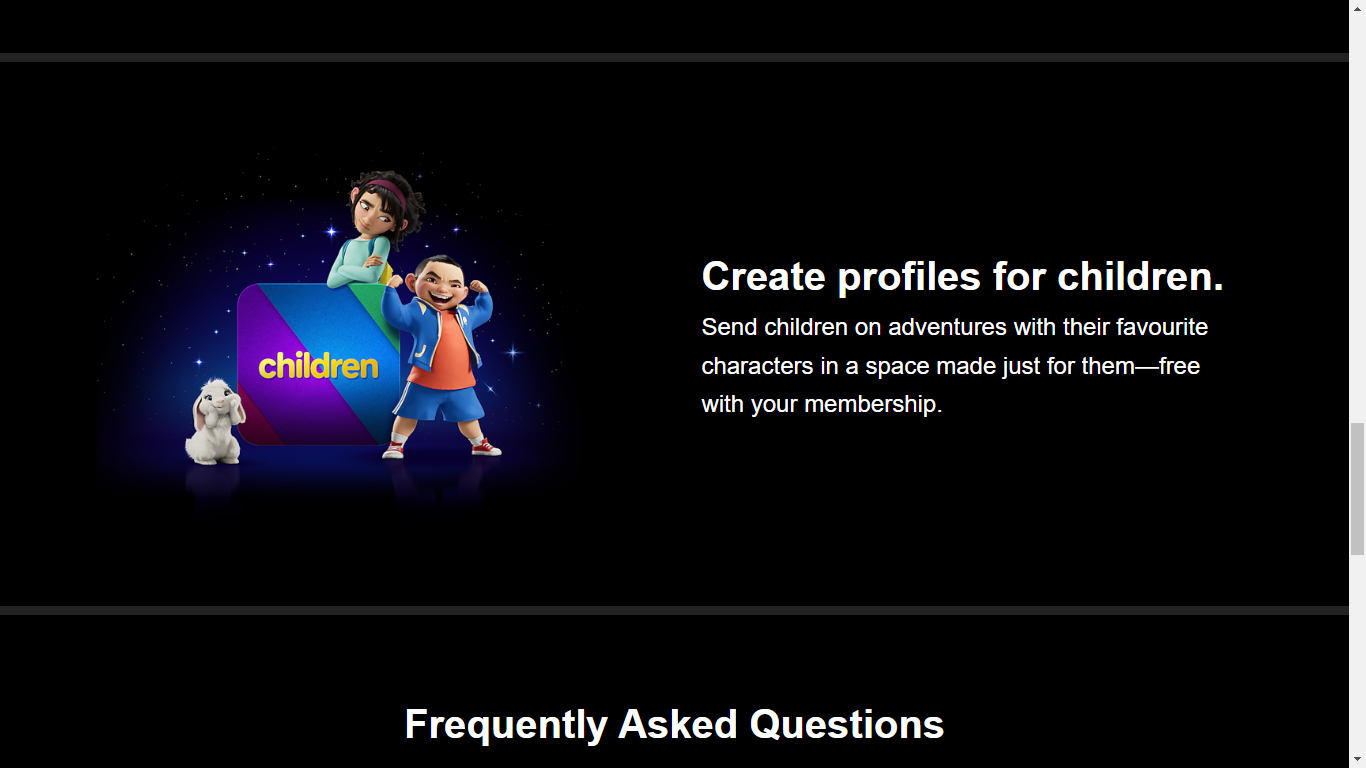 children
Create profiles for children.
Send children on adventures with their favourite
characters in a space made just for them—free
with your membership.
Frequently Asked Questions